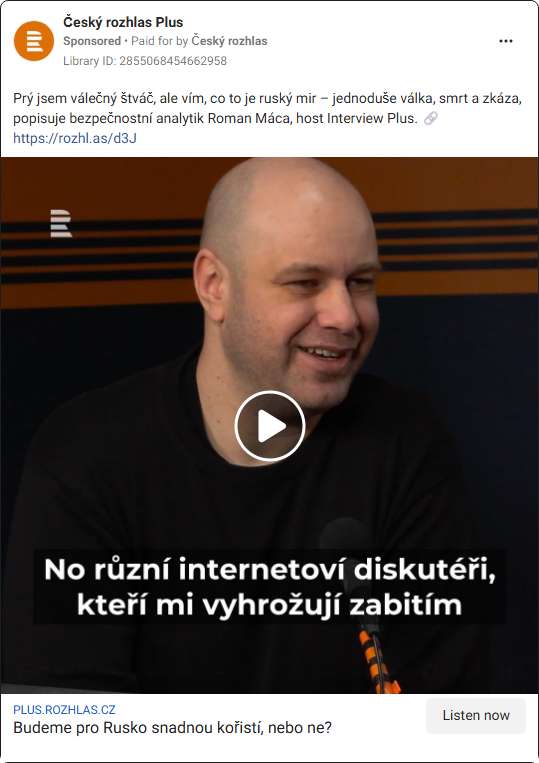 Český rozhlas Plus
Sponsored • Paid for by Český rozhlas
Library ID: 2855068454662958
Prý jsem válečný štváč, ale vím, co to je ruský mir – jednoduše válka, smrt a zkáza,
popisuje bezpečnostní analytik Roman Máca, host Interview Plus. 🔗
https://rozhl.as/d3J
No různí internetoví diskutéři,
kteří mi vyhrožují zabitím
PLUS.ROZHLAS.CZ
Budeme pro Rusko snadnou kořistí, nebo ne?
Listen now